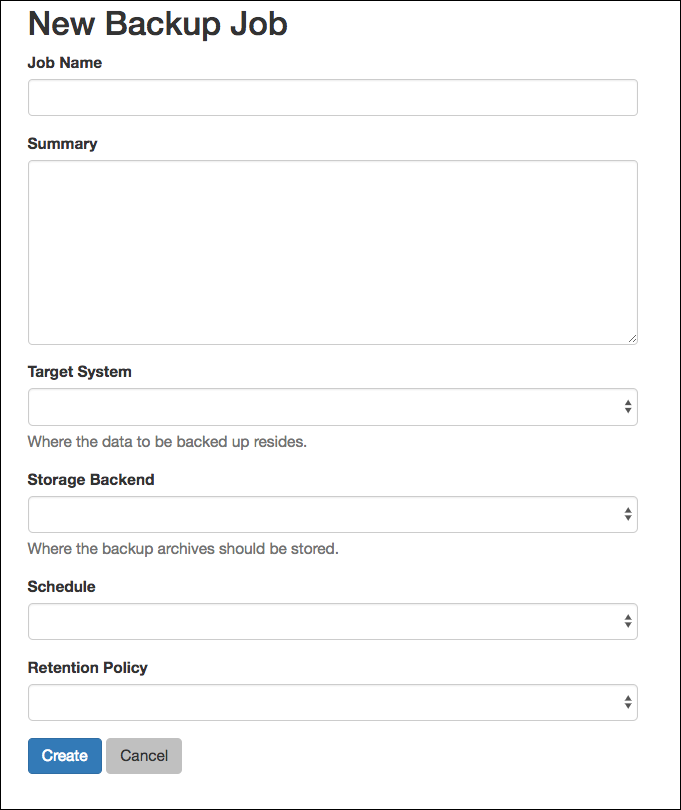 New Backup Job
Job Name
Summary
Target System
Where the data to be backed up resides.
Storage Backend
Where the backup archives should be stored.
Schedule
Retention Policy
Create Cancel